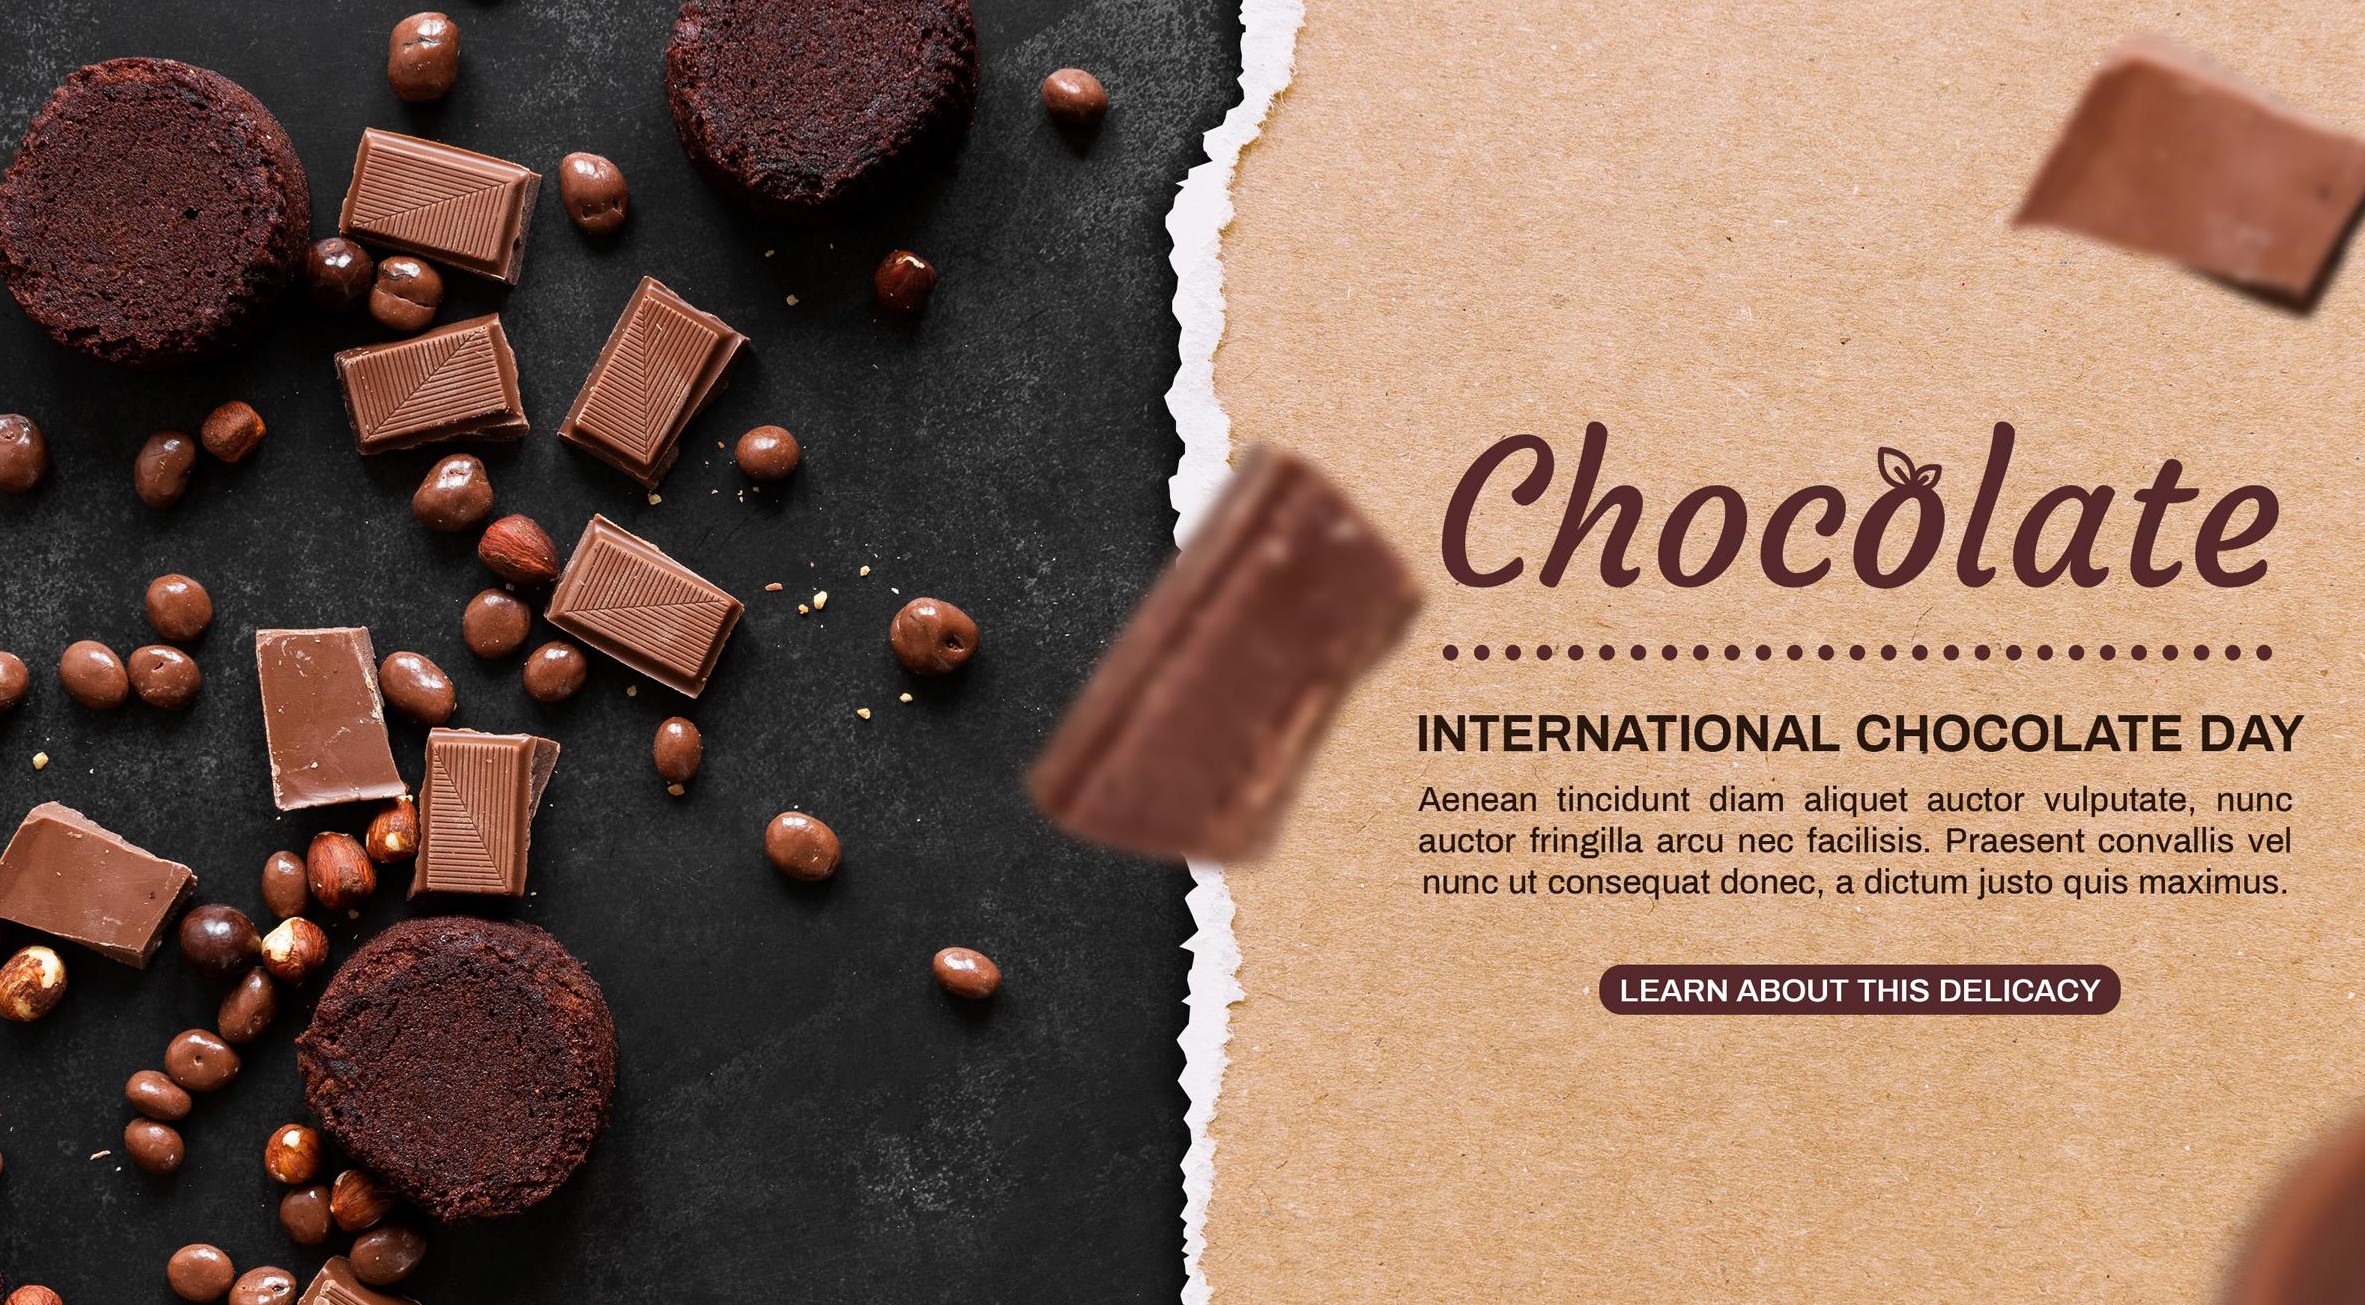 Chocolate
INTERNATIONAL CHOCOLATE DAY
Aenean tincidunt diam aliquet auctor vulputate, nunc
auctor fringilla arcu nec facilisis. Praesent convallis vel
nunc ut consequat donec, a dictum justo quis maximus.
LEARN ABOUT THIS DELICACY